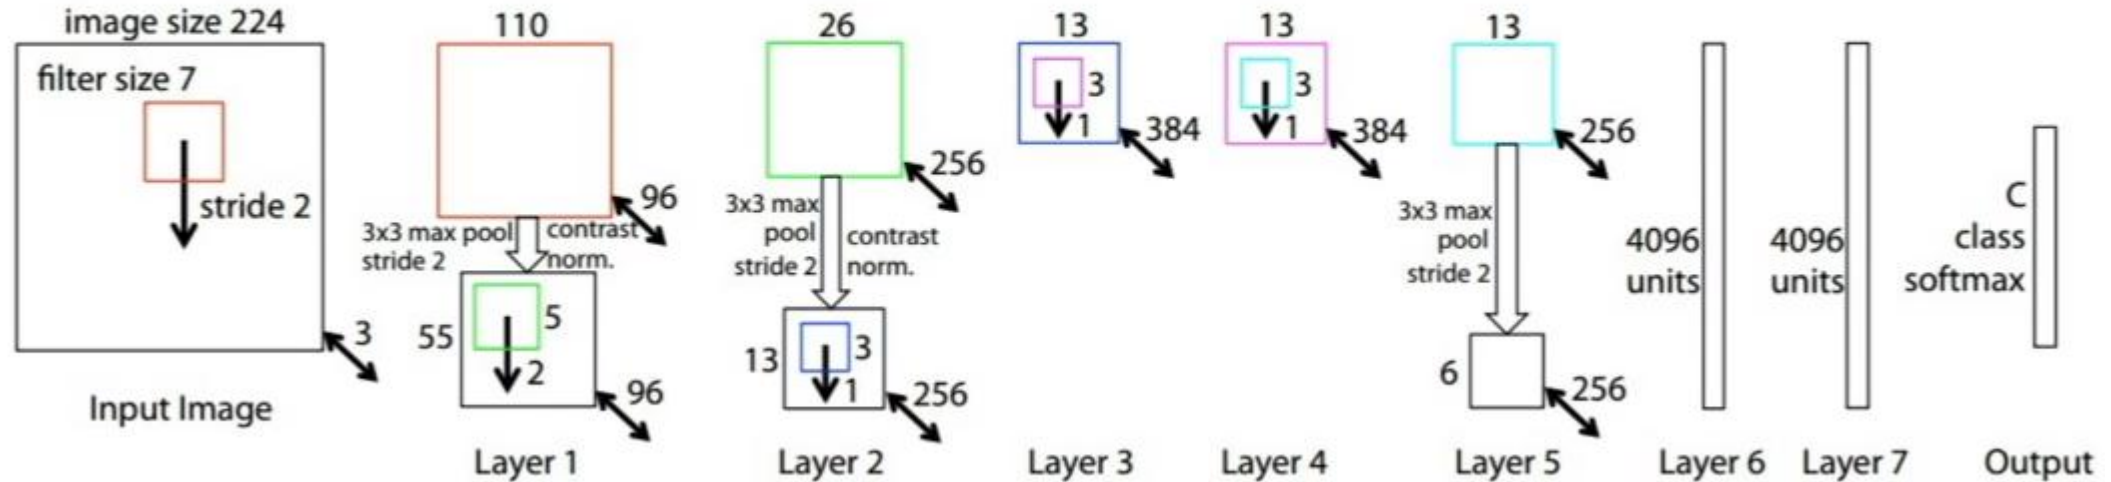 image size 224
filter size 7
stride 2
3
Input Image
110
96
3x3 max pool
stride 2
contrast
norm.
55
5
2
96
Layer 1
26
256
3x3 max
pool
stride 2
contrast
norm.
13
3
1
256
Layer 2
13
3
1
384
Layer 3
13
3
1
384
Layer 4
13
256
3x3 max
pool
stride 2
6
256
Layer 5
4096
units
Layer 6
4096
units
Layer 7
C
class
softmax
Output